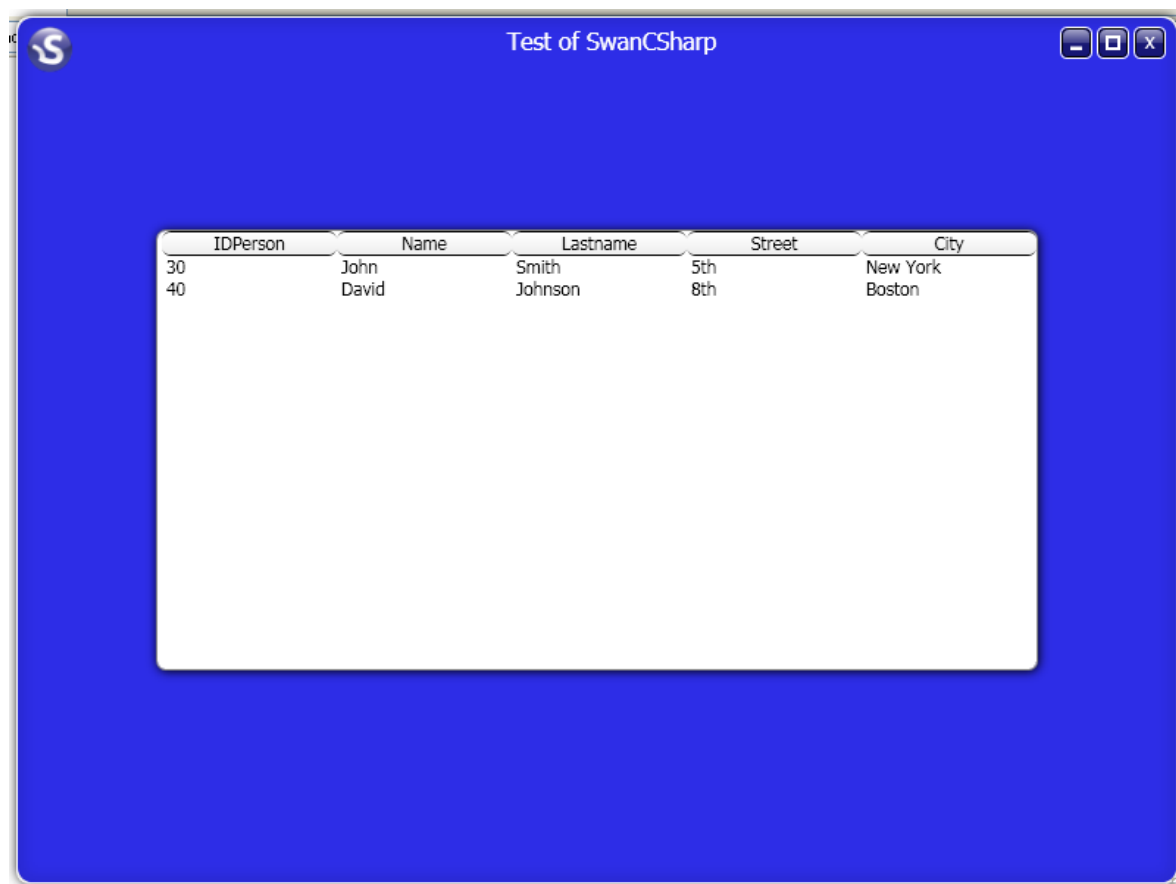 Test of SwanCSharp
IDPerson Name Lastname Street City
30 John Smith 5th New York
40 David Johnson 8th Boston